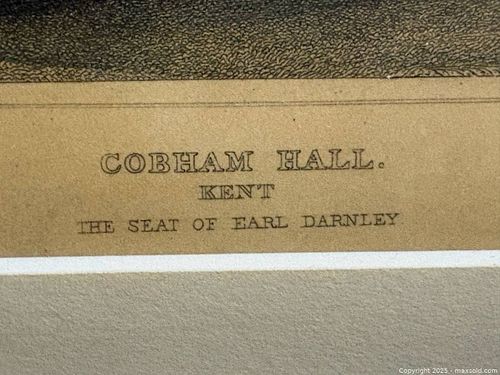 COBHAM HALL.
KENT
THE SEAT OF EARL DARNLEY
Copyright 2025 - maxsold.com